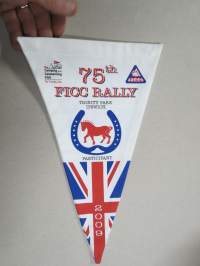 75th
FICC RALLY
TRINITY PARK
IPSWICH
PARTICIPANT
2009